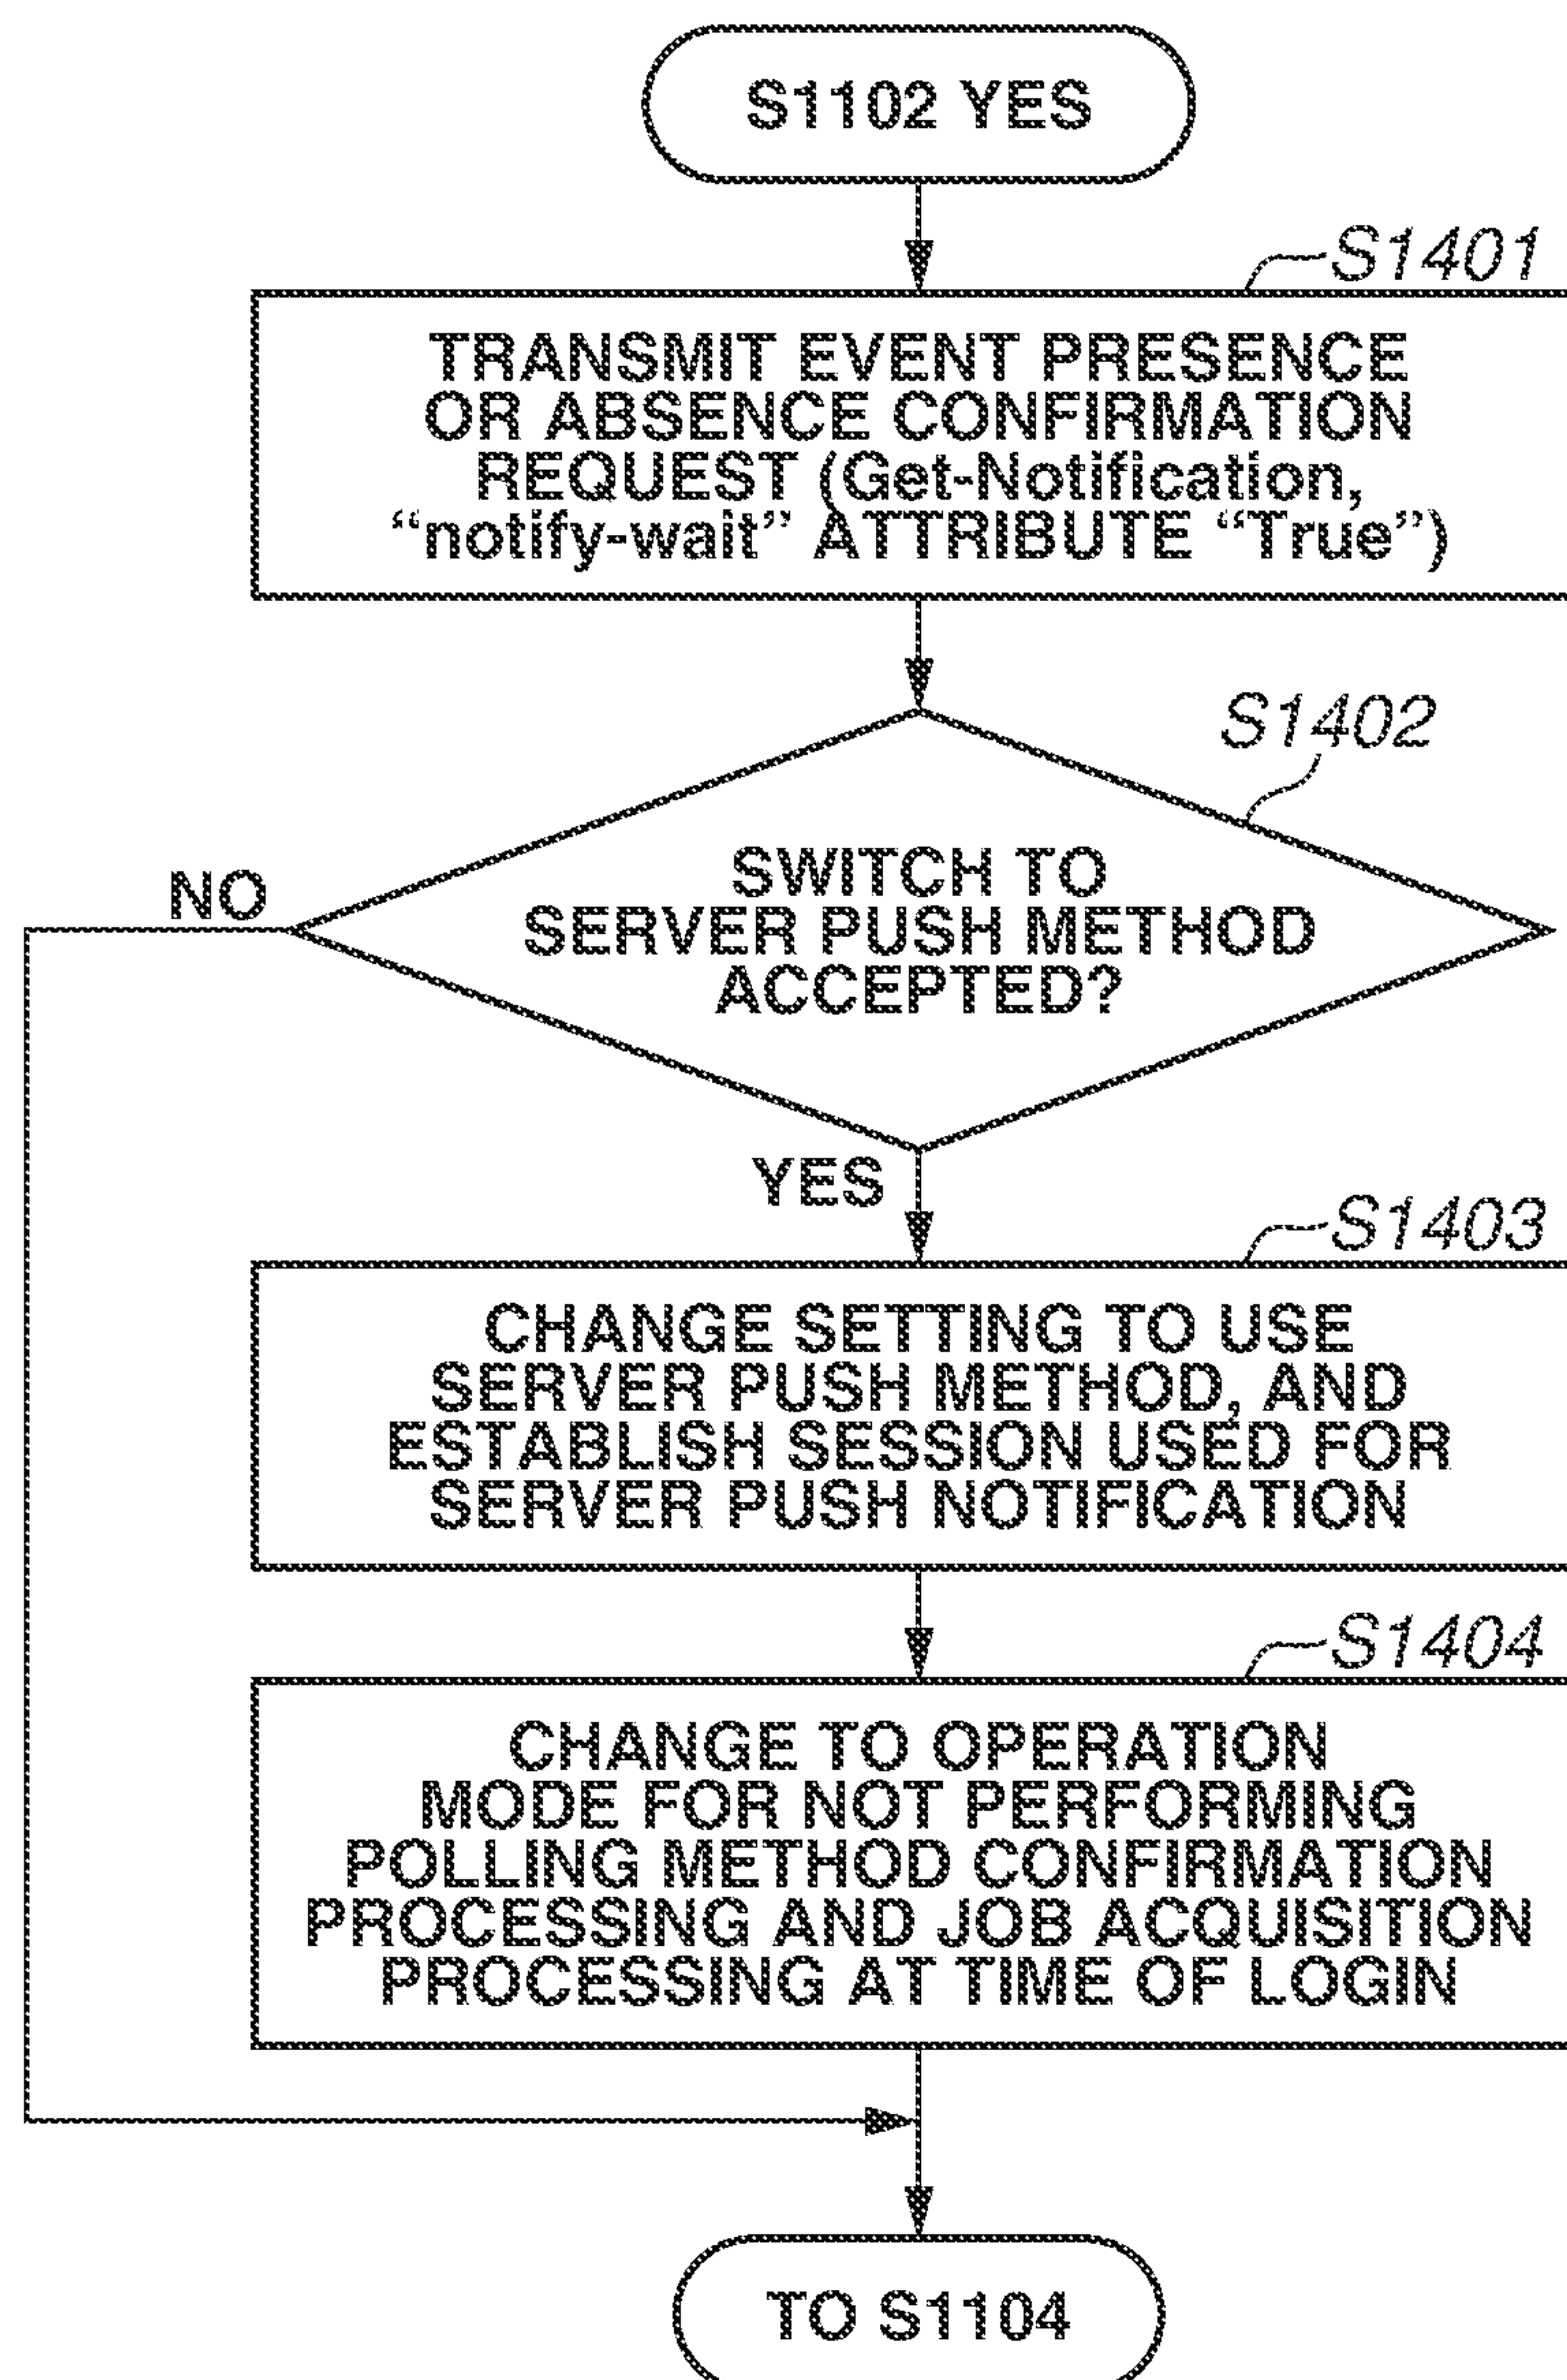 S1102 YES
S1401
TRANSMIT EVENT PRESENCE
OR ABSENCE CONFIRMATION
REQUEST (Get-Notification,
“notify-wait” ATTRIBUTE “True”)
S1402
SWITCH TO
SERVER PUSH METHOD
ACCEPTED?
NO
YES
S1403
CHANGE SETTING TO USE
SERVER PUSH METHOD, AND
ESTABLISH SESSION USED FOR
SERVER PUSH NOTIFICATION
S1404
CHANGE TO OPERATION
MODE FOR NOT PERFORMING
POLLING METHOD CONFIRMATION
PROCESSING AND JOB ACQUISITION
PROCESSING AT TIME OF LOGIN
TO S1104